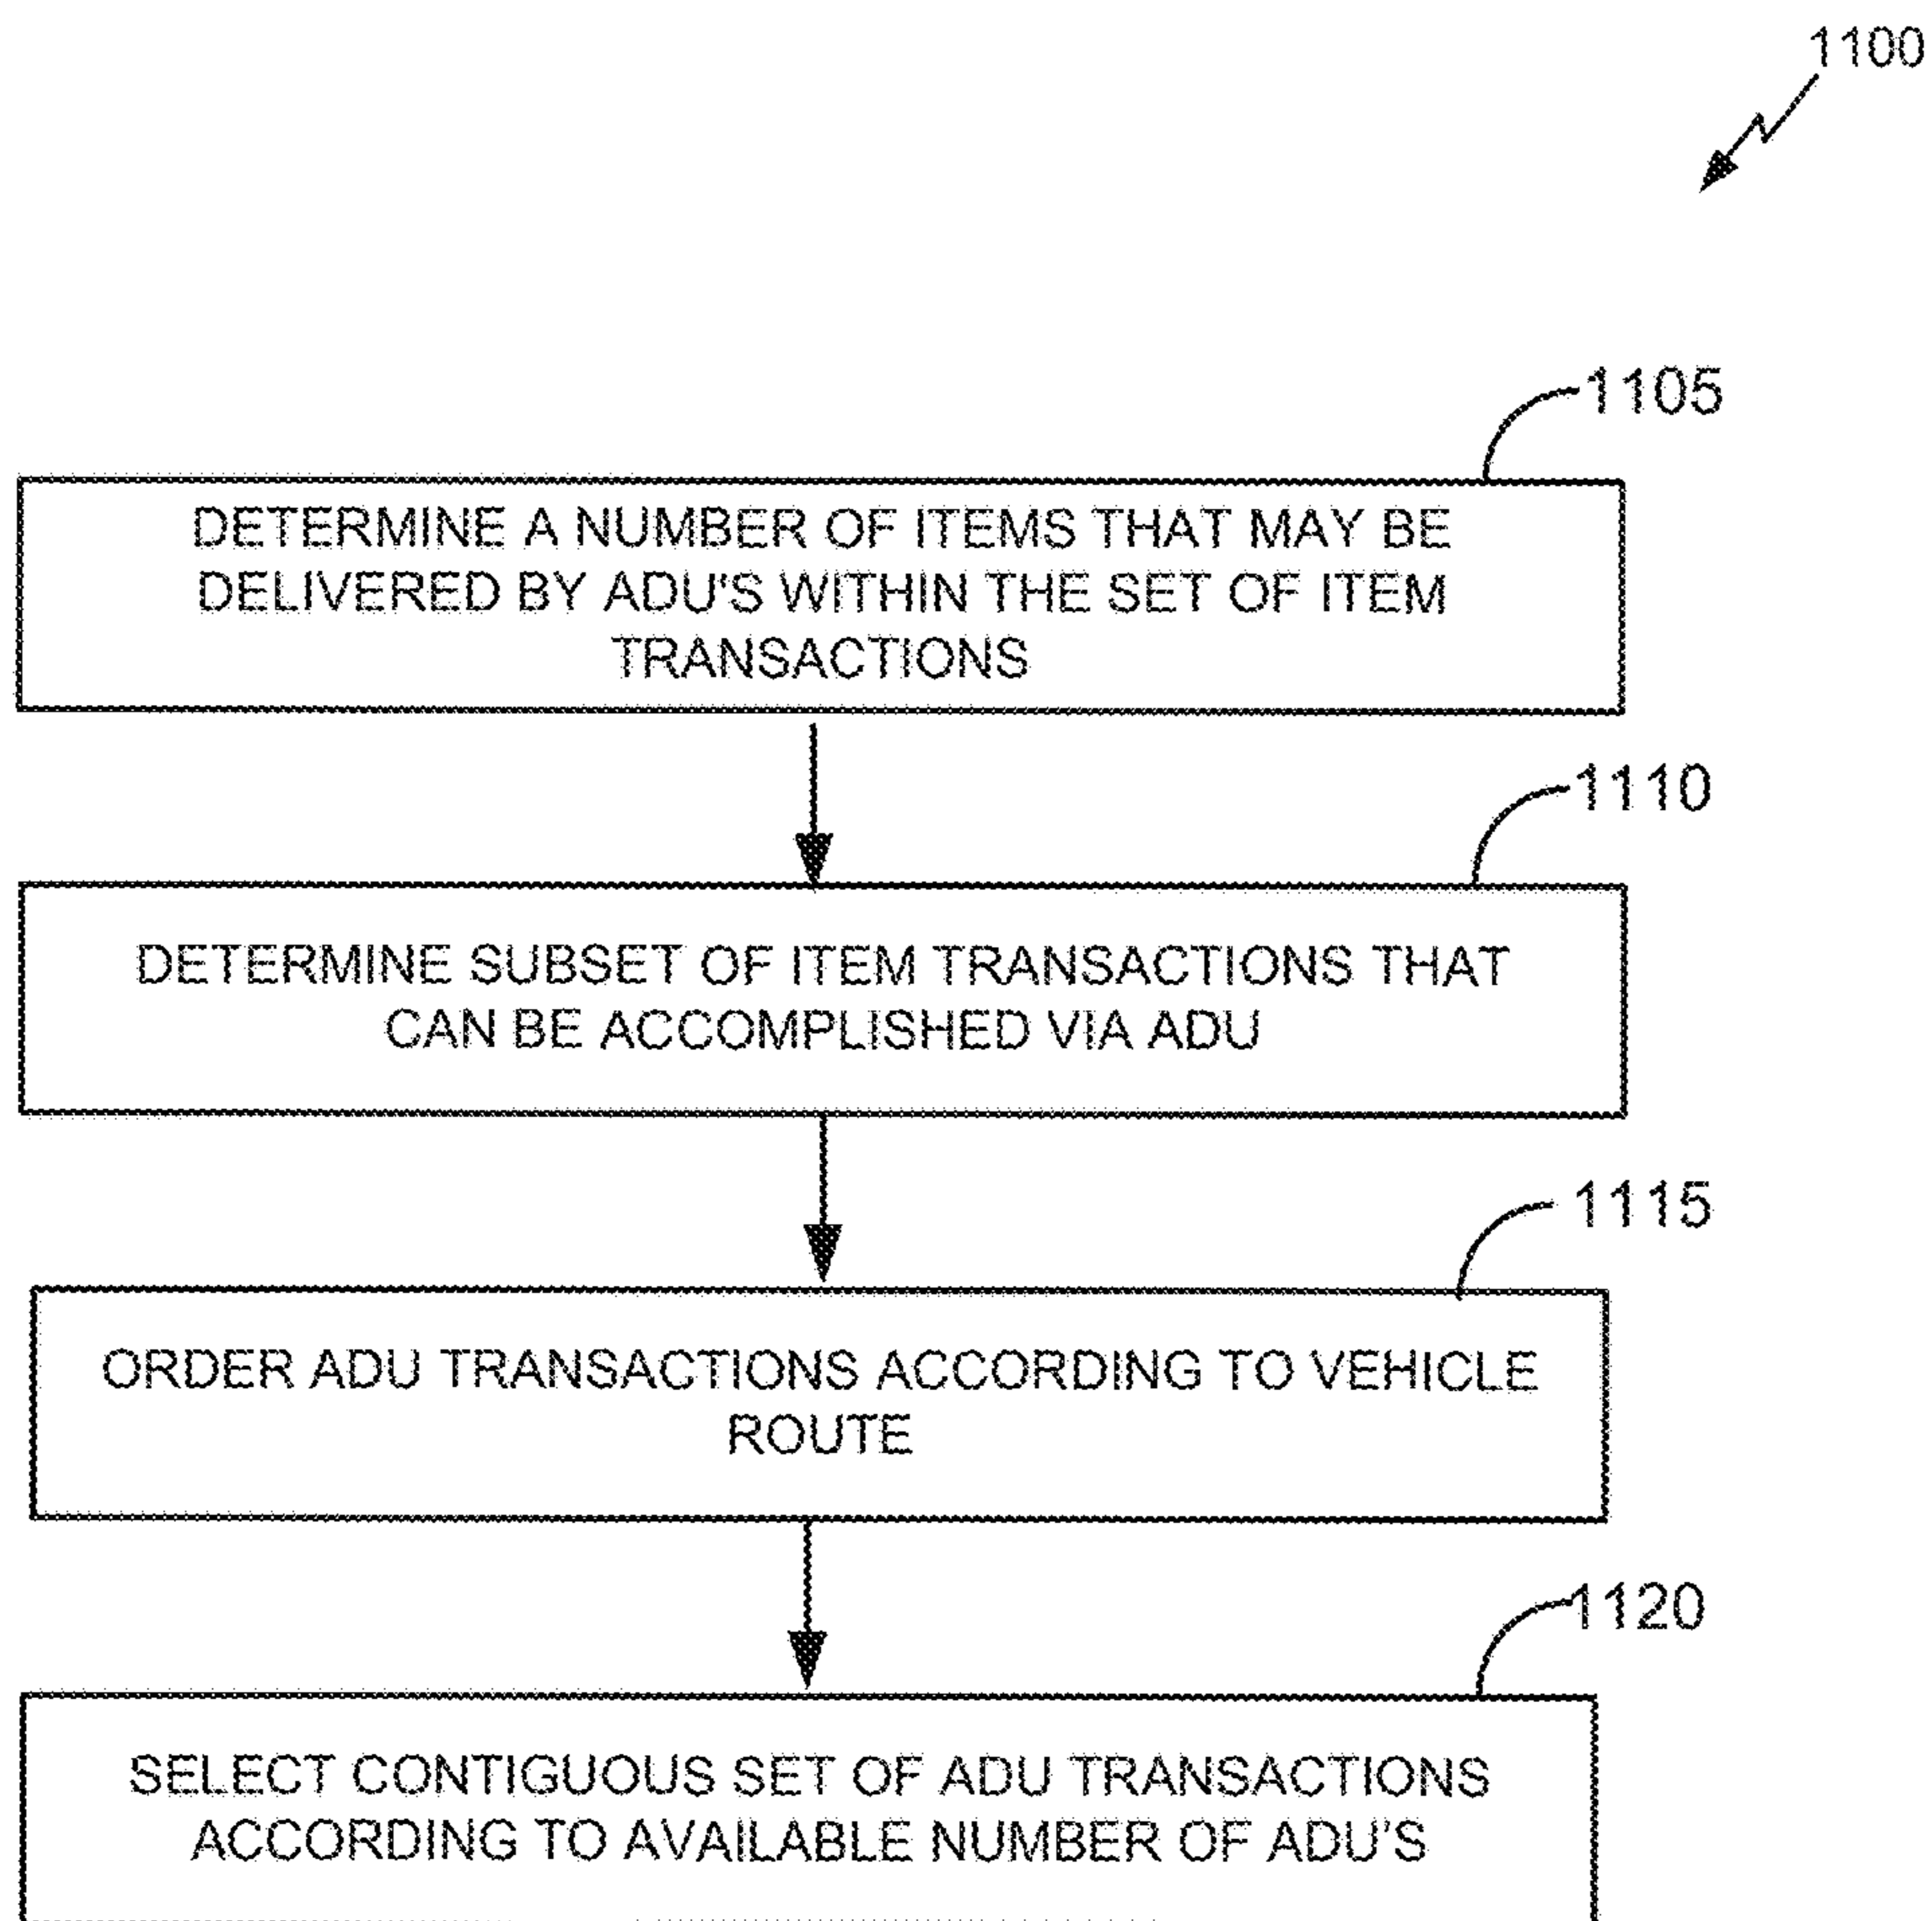 1100
1105
DETERMINE A NUMBER OF ITEMS THAT MAY BE
DELIVERED BY ADU'S WITHIN THE SET OF ITEM
TRANSACTIONS
1110
DETERMINE SUBSET OF ITEM TRANSACTIONS THAT
CAN BE ACCOMPLISHED VIA ADU
1115
ORDER ADU TRANSACTIONS ACCORDING TO VEHICLE
ROUTE
1120
SELECT CONTIGUOUS SET OF ADU TRANSACTIONS
ACCORDING TO AVAILABLE NUMBER OF ADU'S